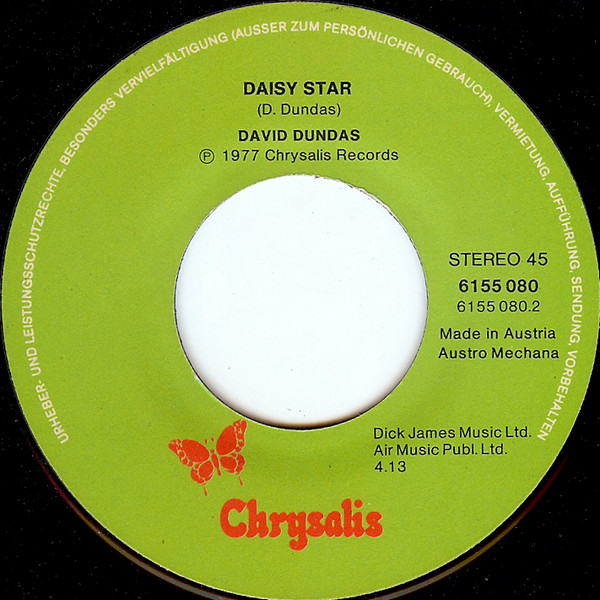 URHEBER- UND LEISTUNGSSCHUTZRECHTE, BESONDERS VERVIELFÄLTIGUNG (AUSSER ZUM PERSÖNLICHEN GEBRAUCH), VERMIETUNG, AUFFÜHRUNG, SENDUNG, VORBEHALTEN
DAISY STAR
(D. Dundas)
DAVID DUNDAS
℗ 1977 Chrysalis Records
STEREO 45
6155 080
6155 080.2
Made in Austria
Austro Mechana
Dick James Music Ltd.
Air Music Publ. Ltd.
4.13
Chrysalis